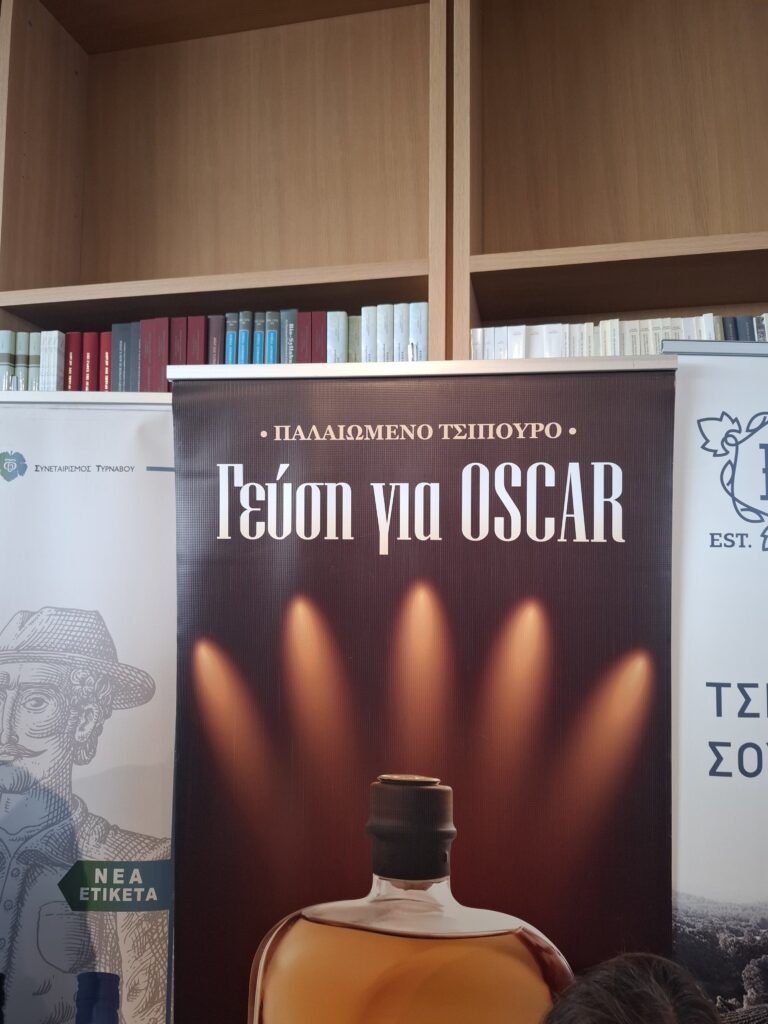 • ΠΑΛΑΙΩΜΕΝΟ ΤΣΙΠΟΥΡΟ •
Γεύση για OSCAR
ΣΥΝΕΤΑΙΡΙΣΜΟΣ ΤΥΡΝΑΒΟΥ
ΝΕΑ
ΕΤΙΚΕΤΑ
EST.